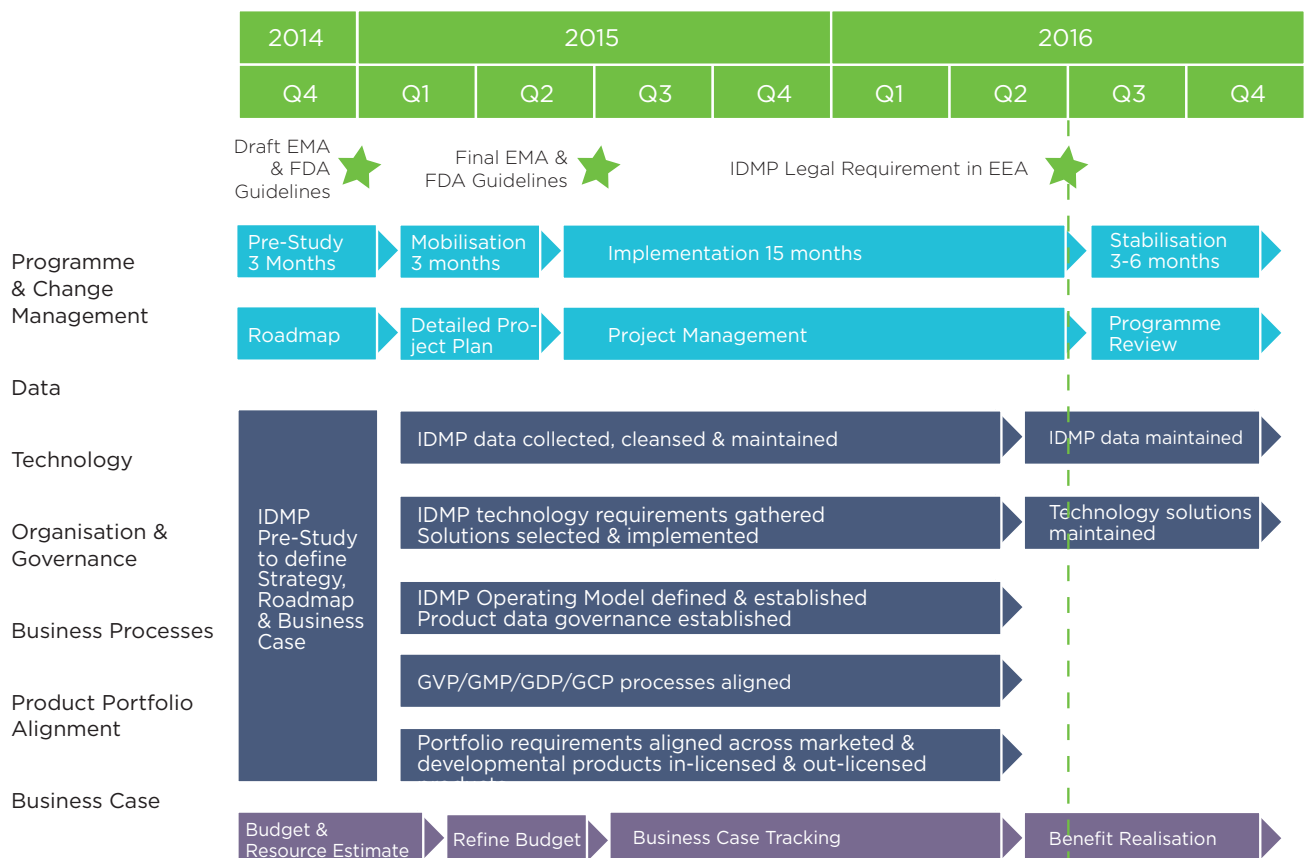 2014
2015
2016
Q4
Q1
Q2
Q3
Q4
Q1
Q2
Q3
Q4
Draft EMA
& FDA
Guidelines
Final EMA &
FDA Guidelines
IDMP Legal Requirement in EEA
Programme
& Change
Management
Pre-Study
3 Months
Mobilisation
3 months
Implementation 15 months
Stabilisation
3-6 months
Roadmap
Detailed Pro-
ject Plan
Project Management
Programme
Review
Data
Technology
Organisation &
Governance
Business Processes
Product Portfolio
Alignment
Business Case
IDMP
Pre-Study
to define
Strategy,
Roadmap
& Business
Case
IDMP data collected, cleansed & maintained
IDMP data maintained
IDMP technology requirements gathered
Solutions selected & implemented
Technology solutions
maintained
IDMP Operating Model defined & established
Product data governance established
GVP/GMP/GDP/GCP processes aligned
Portfolio requirements aligned across marketed &
developmental products in-licensed & out-licensed
Budget &
Resource Estimate
Refine Budget
Business Case Tracking
Benefit Realisation